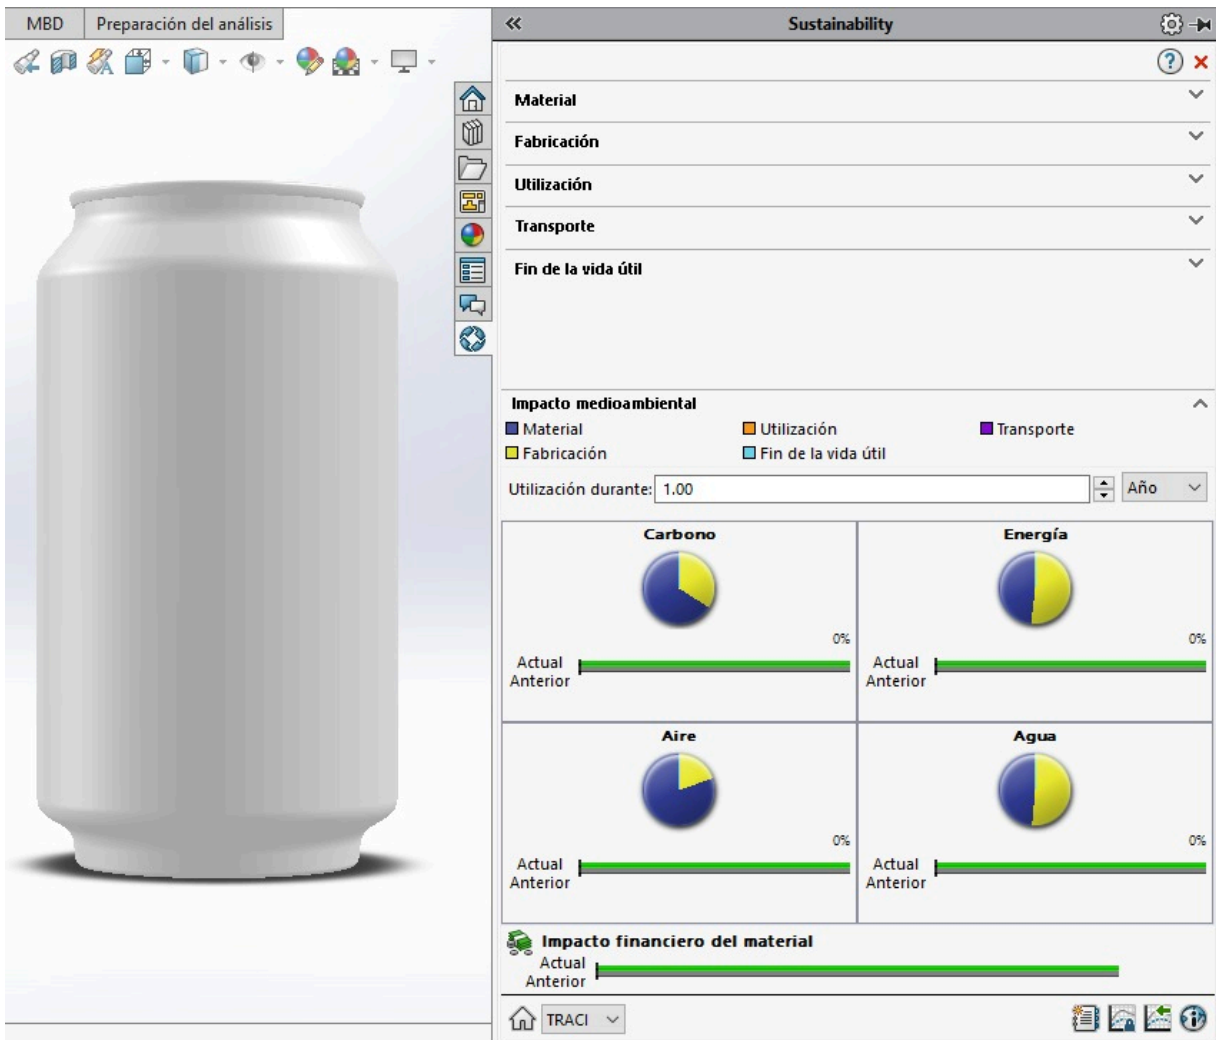 MBD Preparación del análisis
Sustainability
Material
Fabricación
Utilización
Transporte
Fin de la vida útil
Impacto medioambiental
Material Utilización Transporte
Fabricación Fin de la vida útil
Utilización durante: 1.00 Año
Carbono
0%
Actual
Anterior
Energía
0%
Actual
Anterior
Aire
0%
Actual
Anterior
Agua
0%
Actual
Anterior
Impacto financiero del material
Actual
Anterior
TRACI